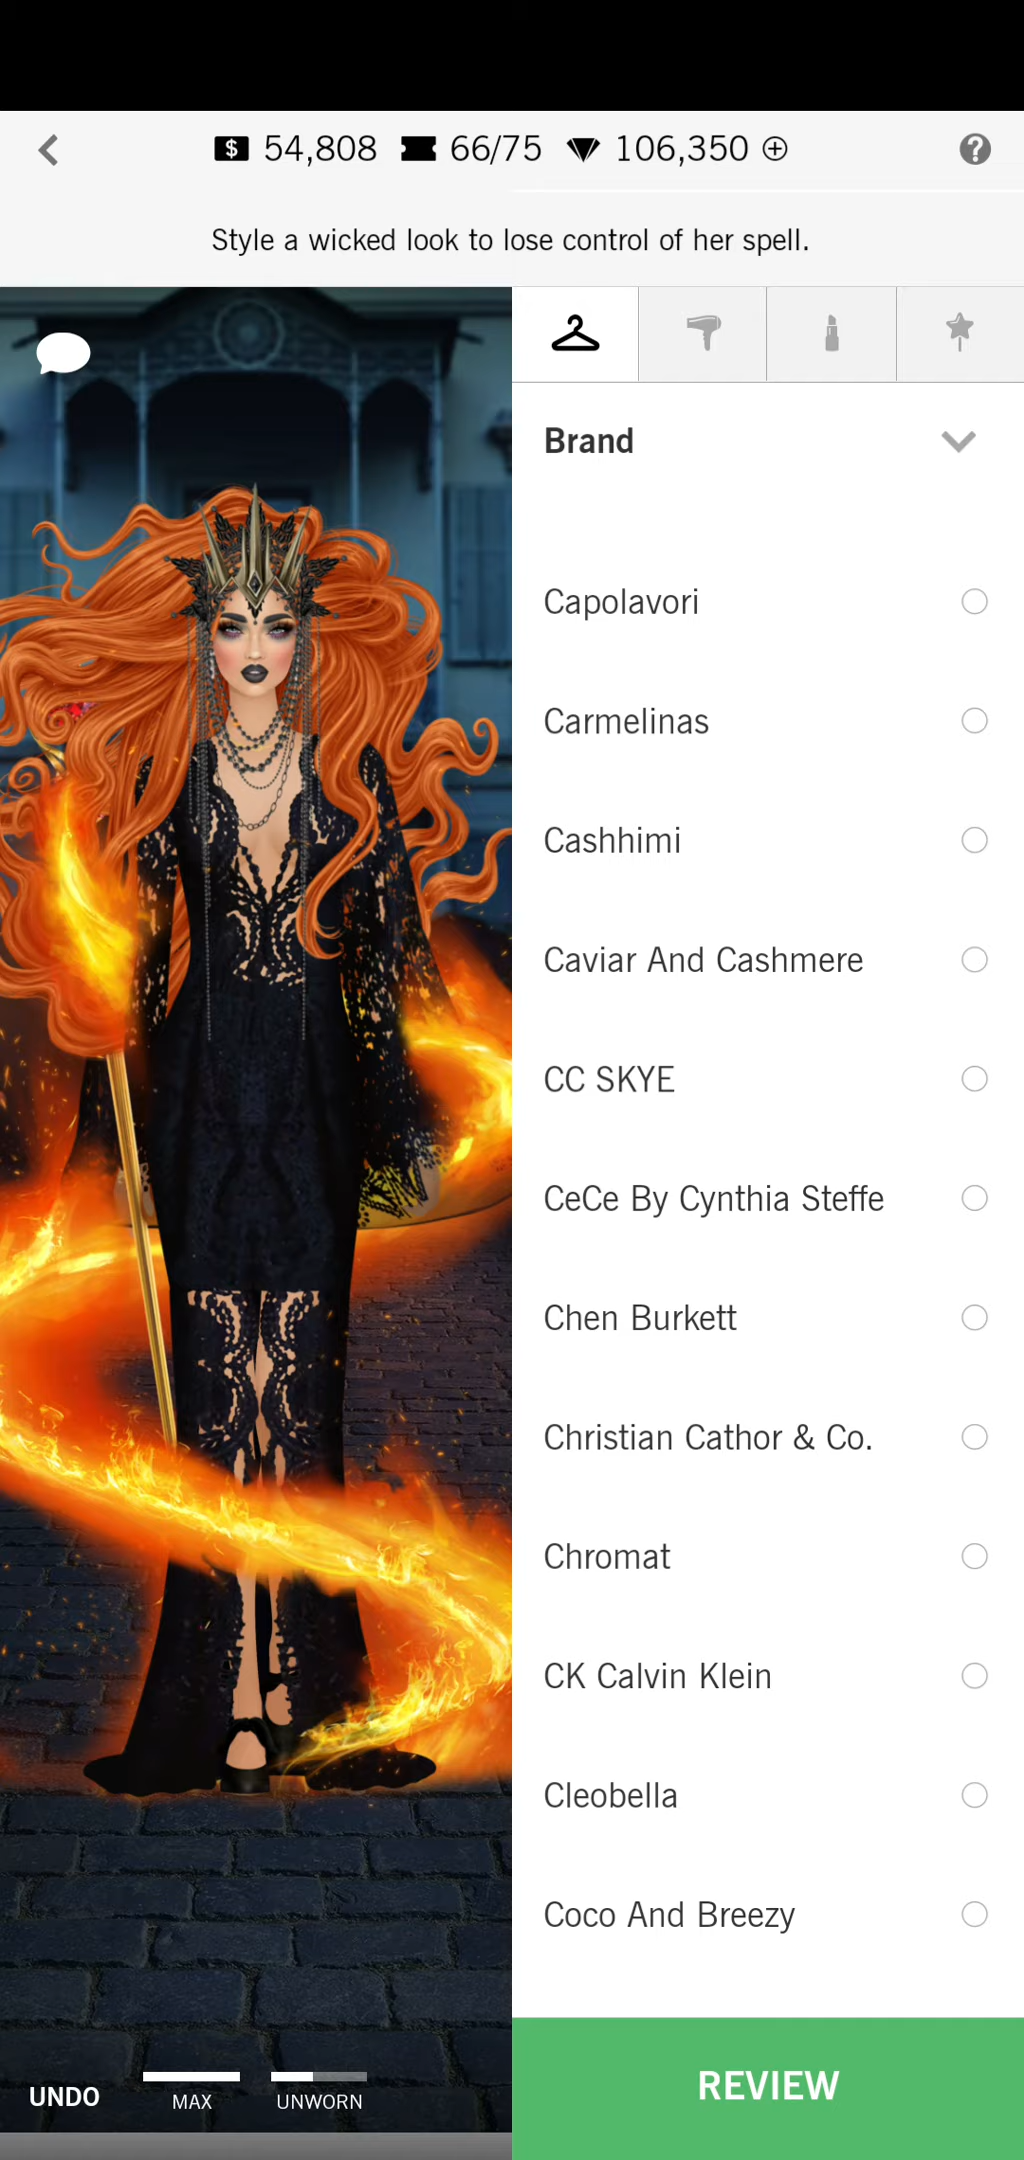 $ 54,808 66/75 106,350
Style a wicked look to lose control of her spell.
Brand
Capolavori
Carmelinas
Cashhimi
Caviar And Cashmere
CC SKYE
CeCe By Cynthia Steffe
Chen Burkett
Christian Cathor & Co.
Chromat
CK Calvin Klein
Cleobella
Coco And Breezy
UNDO
MAX
UNWORN
REVIEW